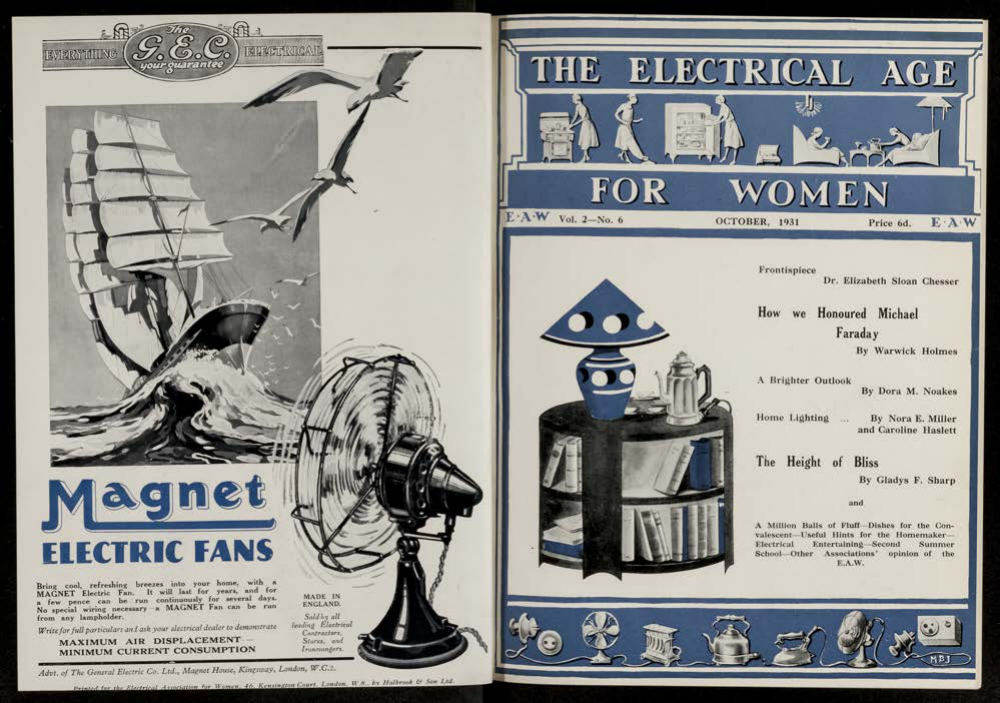 The
EVERYTHING G.E.C. ELECTRICAL
your guarantee
Magnet
ELECTRIC FANS
Bring cool, refreshing breezes into your home, with a
MAGNET Electric Fan. It will last for years, and for
a few pence can be run continuously for several days.
No special wiring necessary—a MAGNET Fan can be run
from any lampholder.
Write for full particulars and ask your electrical dealer to demonstrate
MAXIMUM AIR DISPLACEMENT—
MINIMUM CURRENT CONSUMPTION
MADE IN
ENGLAND.
Sold by all
leading Electrical
Contractors,
Stores, and
Ironmongers.
Advt. of The General Electric Co. Ltd., Magnet House, Kingsway, London, W.C.2.
Printed for the Electrical Association for Women, 46, Kensington Court, London, W.8., by Holbrook & Son Ltd.
THE ELECTRICAL AGE
FOR WOMEN
E·A·W Vol. 2—No. 6 OCTOBER, 1931 Price 6d. E·A·W
Frontispiece
Dr. Elizabeth Sloan Chesser
How we Honoured Michael
Faraday
By Warwick Holmes
A Brighter Outlook
By Dora M. Noakes
Home Lighting ... By Nora E. Miller
and Caroline Haslett
The Height of Bliss
By Gladys F. Sharp
and
A Million Balls of Fluff—Dishes for the Con-
valescent—Useful Hints for the Homemaker—
Electrical Entertaining—Second Summer
School—Other Associations' opinion of the
E.A.W.
MBJ